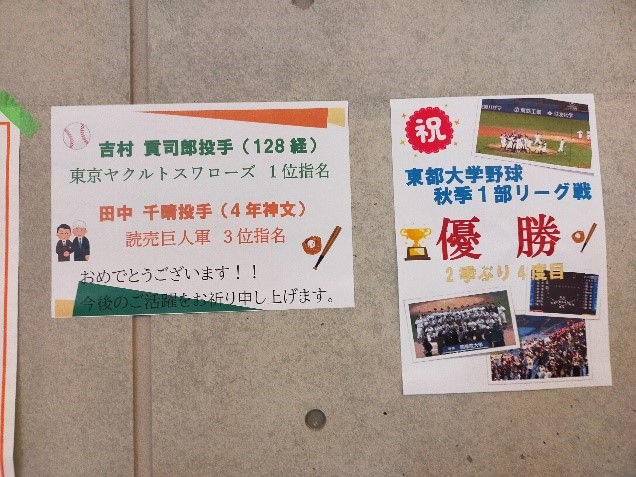 吉村 貢司郎投手（128経）
東京ヤクルトスワローズ 1位指名
田中 千晴投手（4年神文）
読売巨人軍 3位指名
おめでとうございます！！
今後のご活躍をお祈り申し上げます。
祝
東都大学野球
秋季1部リーグ戦
優勝
2季ぶり4度目